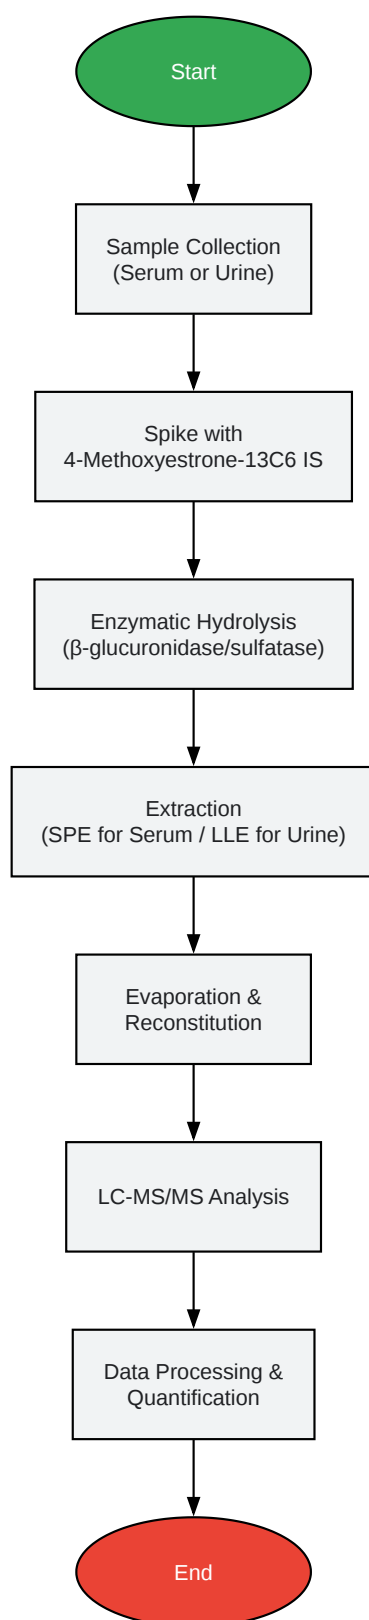 Start
Sample Collection
(Serum or Urine)
Spike with
4-Methoxyestrone-13C6 IS
Enzymatic Hydrolysis
(β-glucuronidase/sulfatase)
Extraction
(SPE for Serum / LLE for Urine)
Evaporation &
Reconstitution
LC-MS/MS Analysis
Data Processing &
Quantification
End